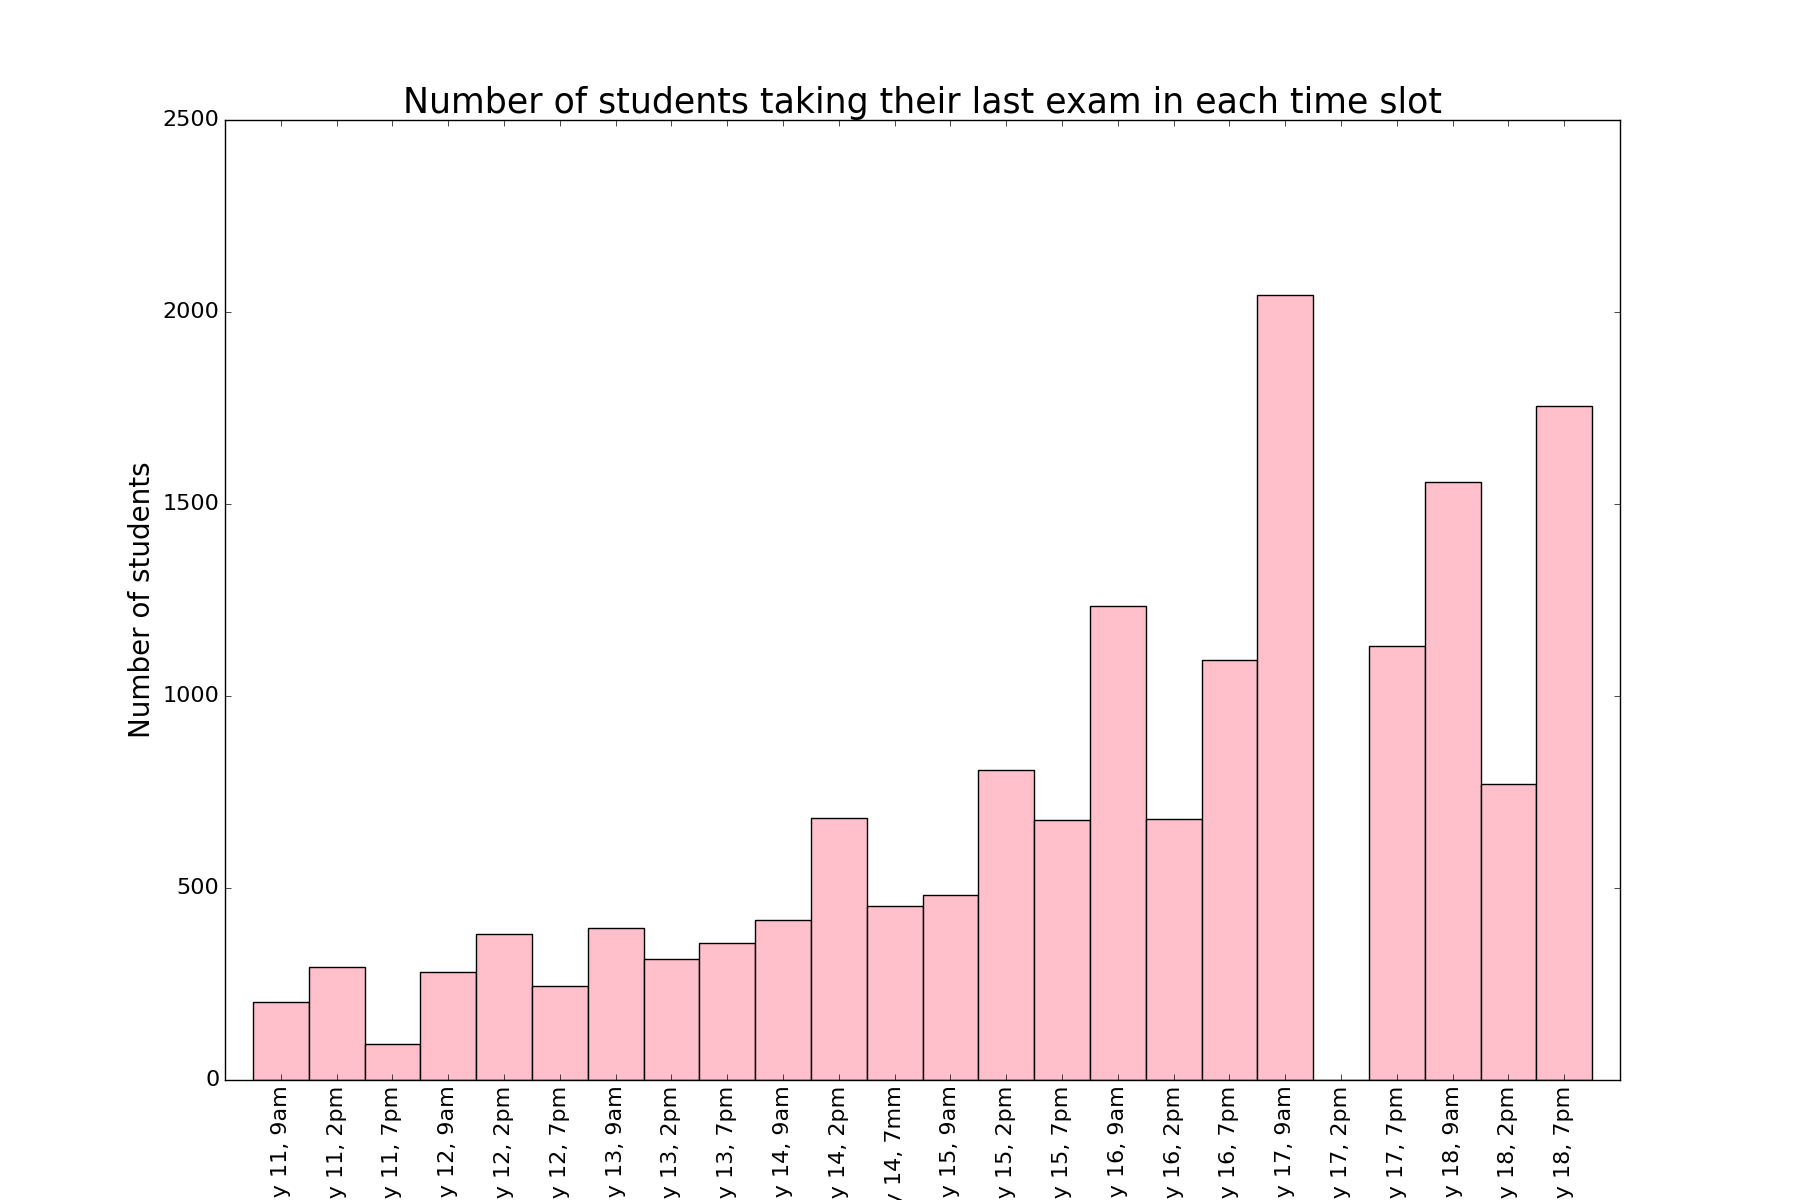 Number of students taking their last exam in each time slot
Number of students
2500
2000
1500
1000
500
0
y 11, 9am
y 11, 2pm
y 11, 7pm
y 12, 9am
y 12, 2pm
y 12, 7pm
y 13, 9am
y 13, 2pm
y 13, 7pm
y 14, 9am
y 14, 2pm
y 14, 7mm
y 15, 9am
y 15, 2pm
y 15, 7pm
y 16, 9am
y 16, 2pm
y 16, 7pm
y 17, 9am
y 17, 2pm
y 17, 7pm
y 18, 9am
y 18, 2pm
y 18, 7pm